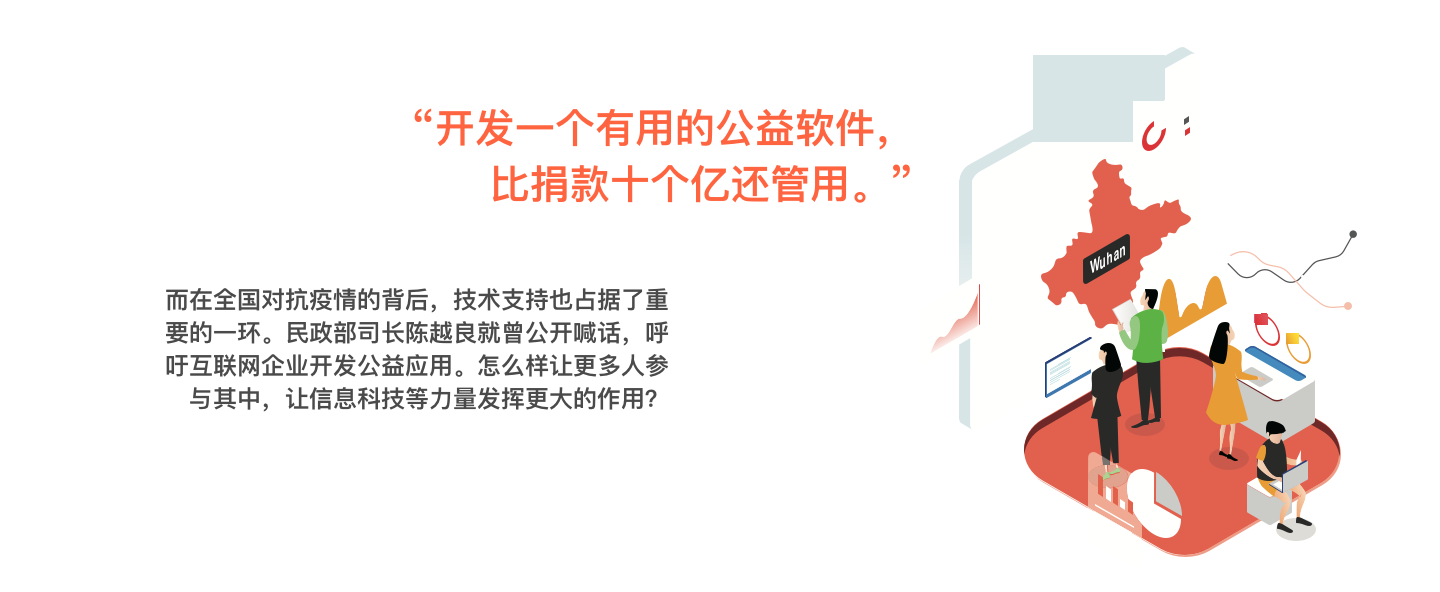 “开发一个有用的公益软件，
比捐款十个亿还管用。”
而在全国对抗疫情的背后，技术支持也占据了重
要的一环。民政部司长陈越良就曾公开喊话，呼
吁互联网企业开发公益应用。怎么样让更多人参
与其中，让信息科技等力量发挥更大的作用？
Wuhan